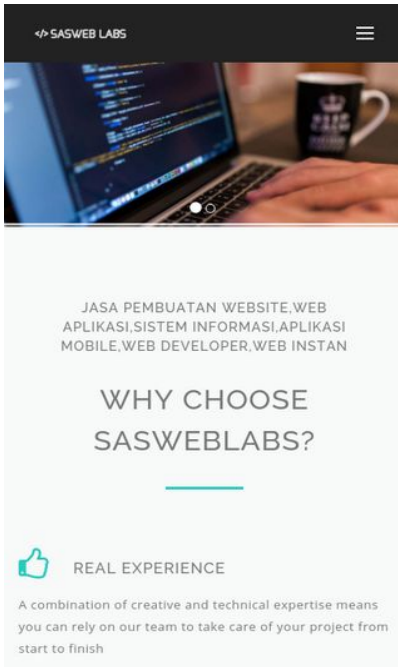 </> SASWEB LABS
JASA PEMBUATAN WEBSITE,WEB
APLIKASI,SISTEM INFORMASI,APLIKASI
MOBILE,WEB DEVELOPER,WEB INSTAN
WHY CHOOSE
SASWEBLABS?
REAL EXPERIENCE
A combination of creative and technical expertise means
you can rely on our team to take care of your project from
start to finish